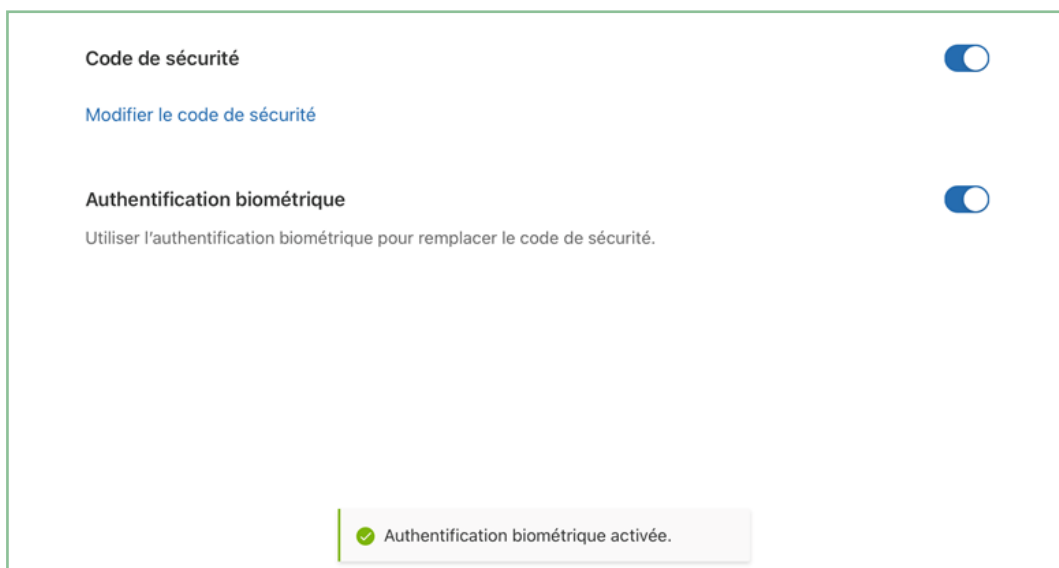 Code de sécurité
Modifier le code de sécurité
Authentification biométrique
Utiliser l'authentification biométrique pour remplacer le code de sécurité.
Authentification biométrique activée.